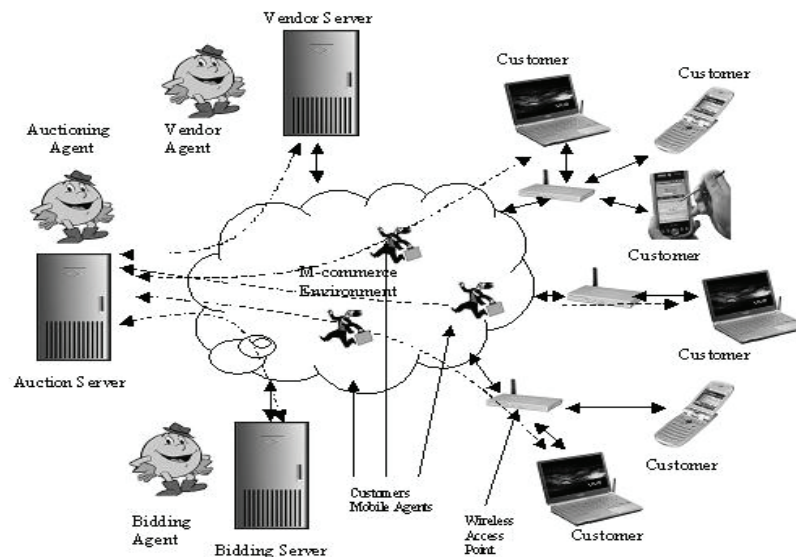 Vendor Server
Customer
Customer
Auctioning
Agent
Vendor
Agent
Customer
M-commerce
Environment
Customer
Auction Server
Customer
Bidding
Agent
Bidding Server
Customers
Mobile Agents
Wireless
Access
Point
Customer